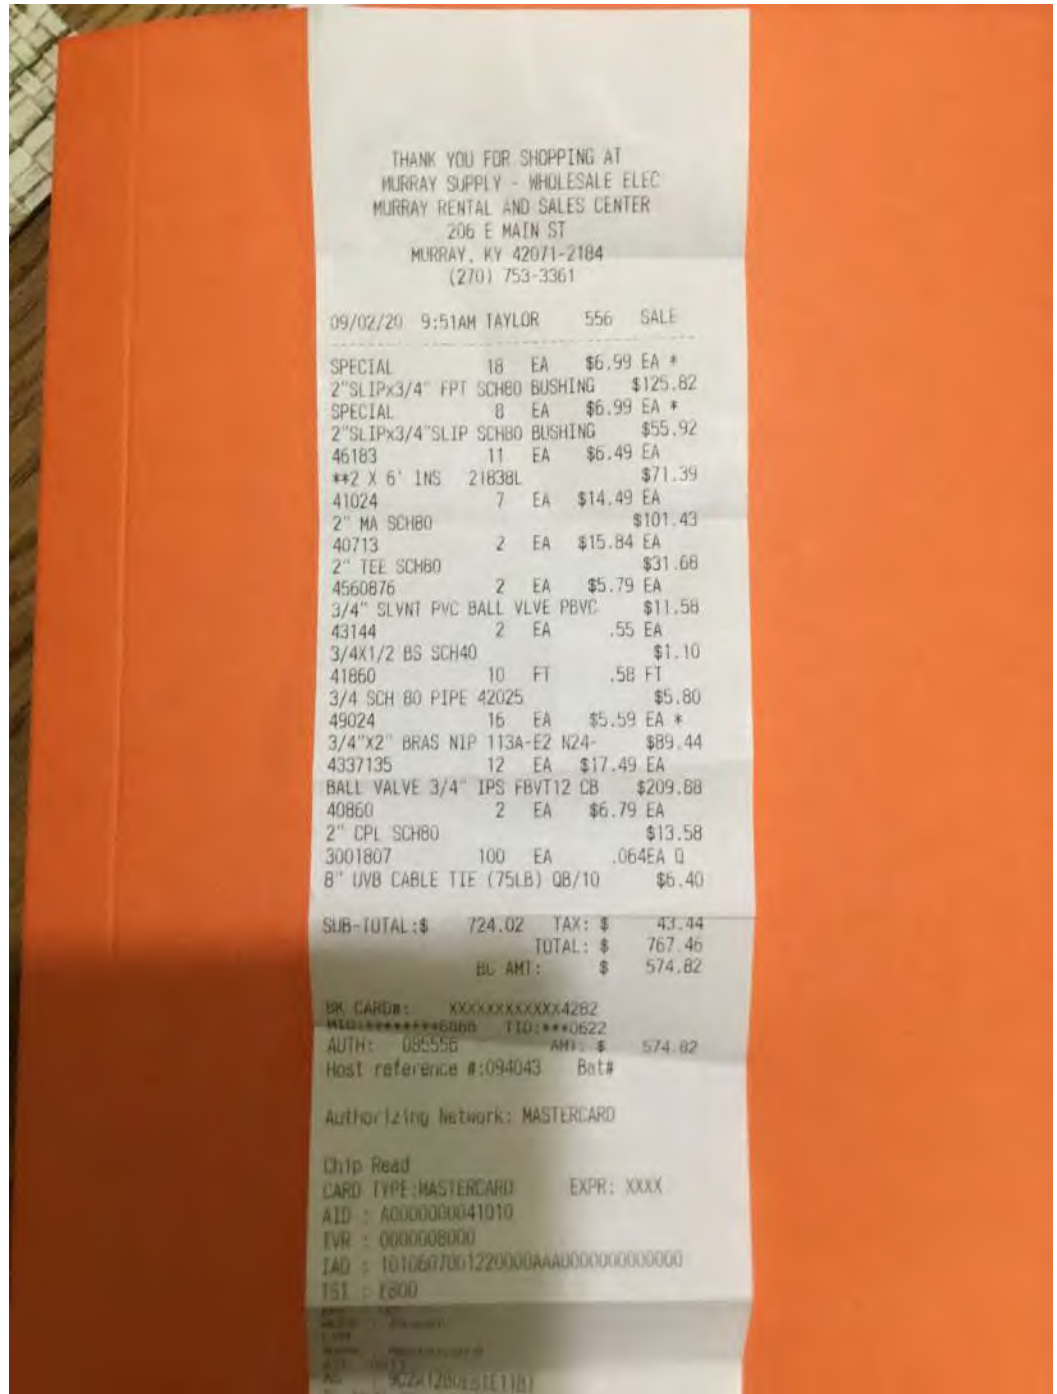 THANK YOU FOR SHOPPING AT
MURRAY SUPPLY - WHOLESALE ELEC
MURRAY RENTAL AND SALES CENTER
206 E MAIN ST
MURRAY, KY 42071-2184
(270) 753-3361
09/02/20 9:51AM TAYLOR 556 SALE
SPECIAL 18 EA $6.99 EA *
2"SLIPx3/4" FPT SCH80 BUSHING $125.82
SPECIAL 8 EA $6.99 EA *
2"SLIPx3/4"SLIP SCH80 BUSHING $55.92
46183 11 EA $6.49 EA
**2 X 6' INS 21838L $71.39
41024 7 EA $14.49 EA
2" MA SCH80 $101.43
40713 2 EA $15.84 EA
2" TEE SCH80 $31.68
4560876 2 EA $5.79 EA
3/4" SLVNT PVC BALL VLVE PBVC $11.58
43144 2 EA .55 EA
3/4X1/2 BS SCH40 $1.10
41860 10 FT .58 FT
3/4 SCH 80 PIPE 42025 $5.80
49024 16 EA $5.59 EA *
3/4"X2" BRAS NIP 113A-E2 N24- $89.44
4337135 12 EA $17.49 EA
BALL VALVE 3/4" IPS FBVT12 CB $209.88
40860 2 EA $6.79 EA
2" CPL SCH80 $13.58
3001807 100 EA .064EA Q
8" UVB CABLE TIE (75LB) QB/10 $6.40
SUB-TOTAL:$ 724.02 TAX: $ 43.44
TOTAL: $ 767.46
BC AMT: $ 574.82
BK CARD#: XXXXXXXXXXXX4282
MID:********6888 TID:***0622
AUTH: 085556 AMT: $ 574.82
Host reference #:094043 Bat#
Authorizing Network: MASTERCARD
Chip Read
CARD TYPE:MASTERCARD EXPR: XXXX
AID : A0000000041010
TVR : 0000008000
IAD : 1010607001220000AAA0000000000000
TSI : E800